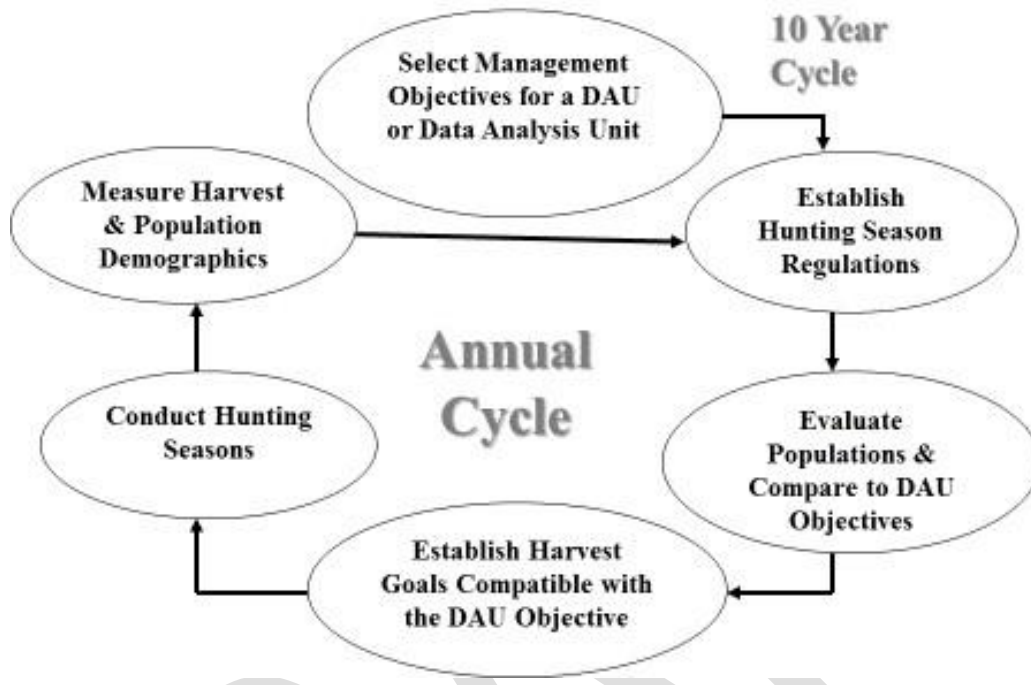 10 Year
Cycle
Select Management
Objectives for a DAU
or Data Analysis Unit
Measure Harvest
& Population
Demographics
Establish
Hunting Season
Regulations
Annual
Cycle
Conduct Hunting
Seasons
Evaluate
Populations &
Compare to DAU
Objectives
Establish Harvest
Goals Compatible with
the DAU Objective